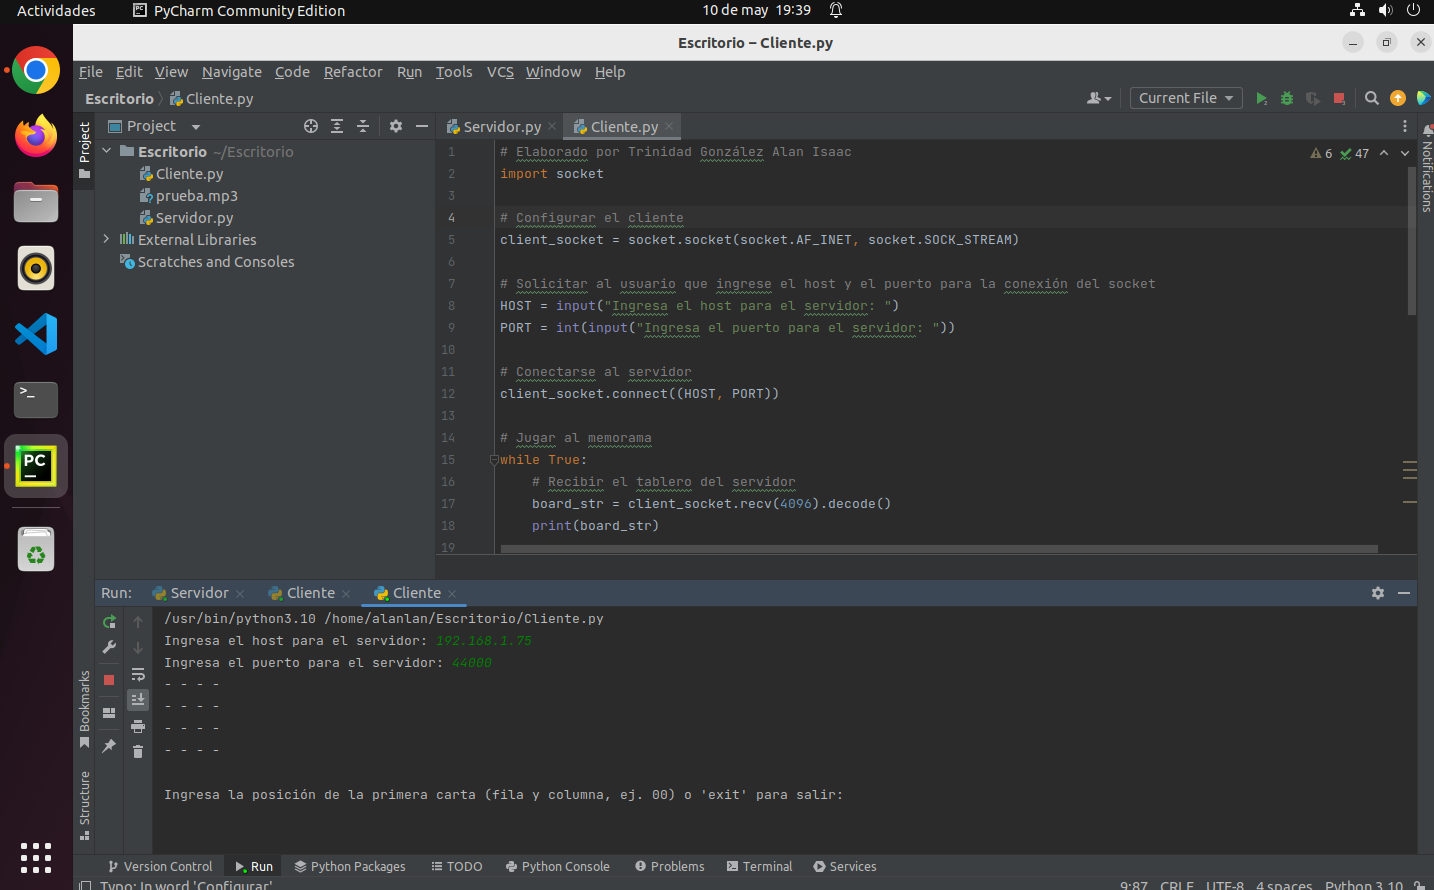 Actividades PyCharm Community Edition 10 de may 19:39
Escritorio – Cliente.py
File Edit View Navigate Code Refactor Run Tools VCS Window Help
Escritorio Cliente.py Current File
Project Servidor.py Cliente.py
Project
Escritorio ~/Escritorio
Cliente.py
prueba.mp3
Servidor.py
External Libraries
Scratches and Consoles
6 47
Notifications
1 # Elaborado por Trinidad González Alan Isaac
2 import socket
3
4 # Configurar el cliente
5 client_socket = socket.socket(socket.AF_INET, socket.SOCK_STREAM)
6
7 # Solicitar al usuario que ingrese el host y el puerto para la conexión del socket
8 HOST = input("Ingresa el host para el servidor: ")
9 PORT = int(input("Ingresa el puerto para el servidor: "))
10
11 # Conectarse al servidor
12 client_socket.connect((HOST, PORT))
13
14 # Jugar al memorama
15 while True:
16 # Recibir el tablero del servidor
17 board_str = client_socket.recv(4096).decode()
18 print(board_str)
19
Run: Servidor Cliente Cliente
/usr/bin/python3.10 /home/alanlan/Escritorio/Cliente.py
Ingresa el host para el servidor: 192.168.1.75
Ingresa el puerto para el servidor: 44000
- - - -
- - - -
- - - -
- - - -
Ingresa la posición de la primera carta (fila y columna, ej. 00) o 'exit' para salir:
Bookmarks
Structure
Version Control Run Python Packages TODO Python Console Problems Terminal Services
Typo: In word 'Configurar' 9:87 CRLF UTF-8 4 spaces Python 3.10